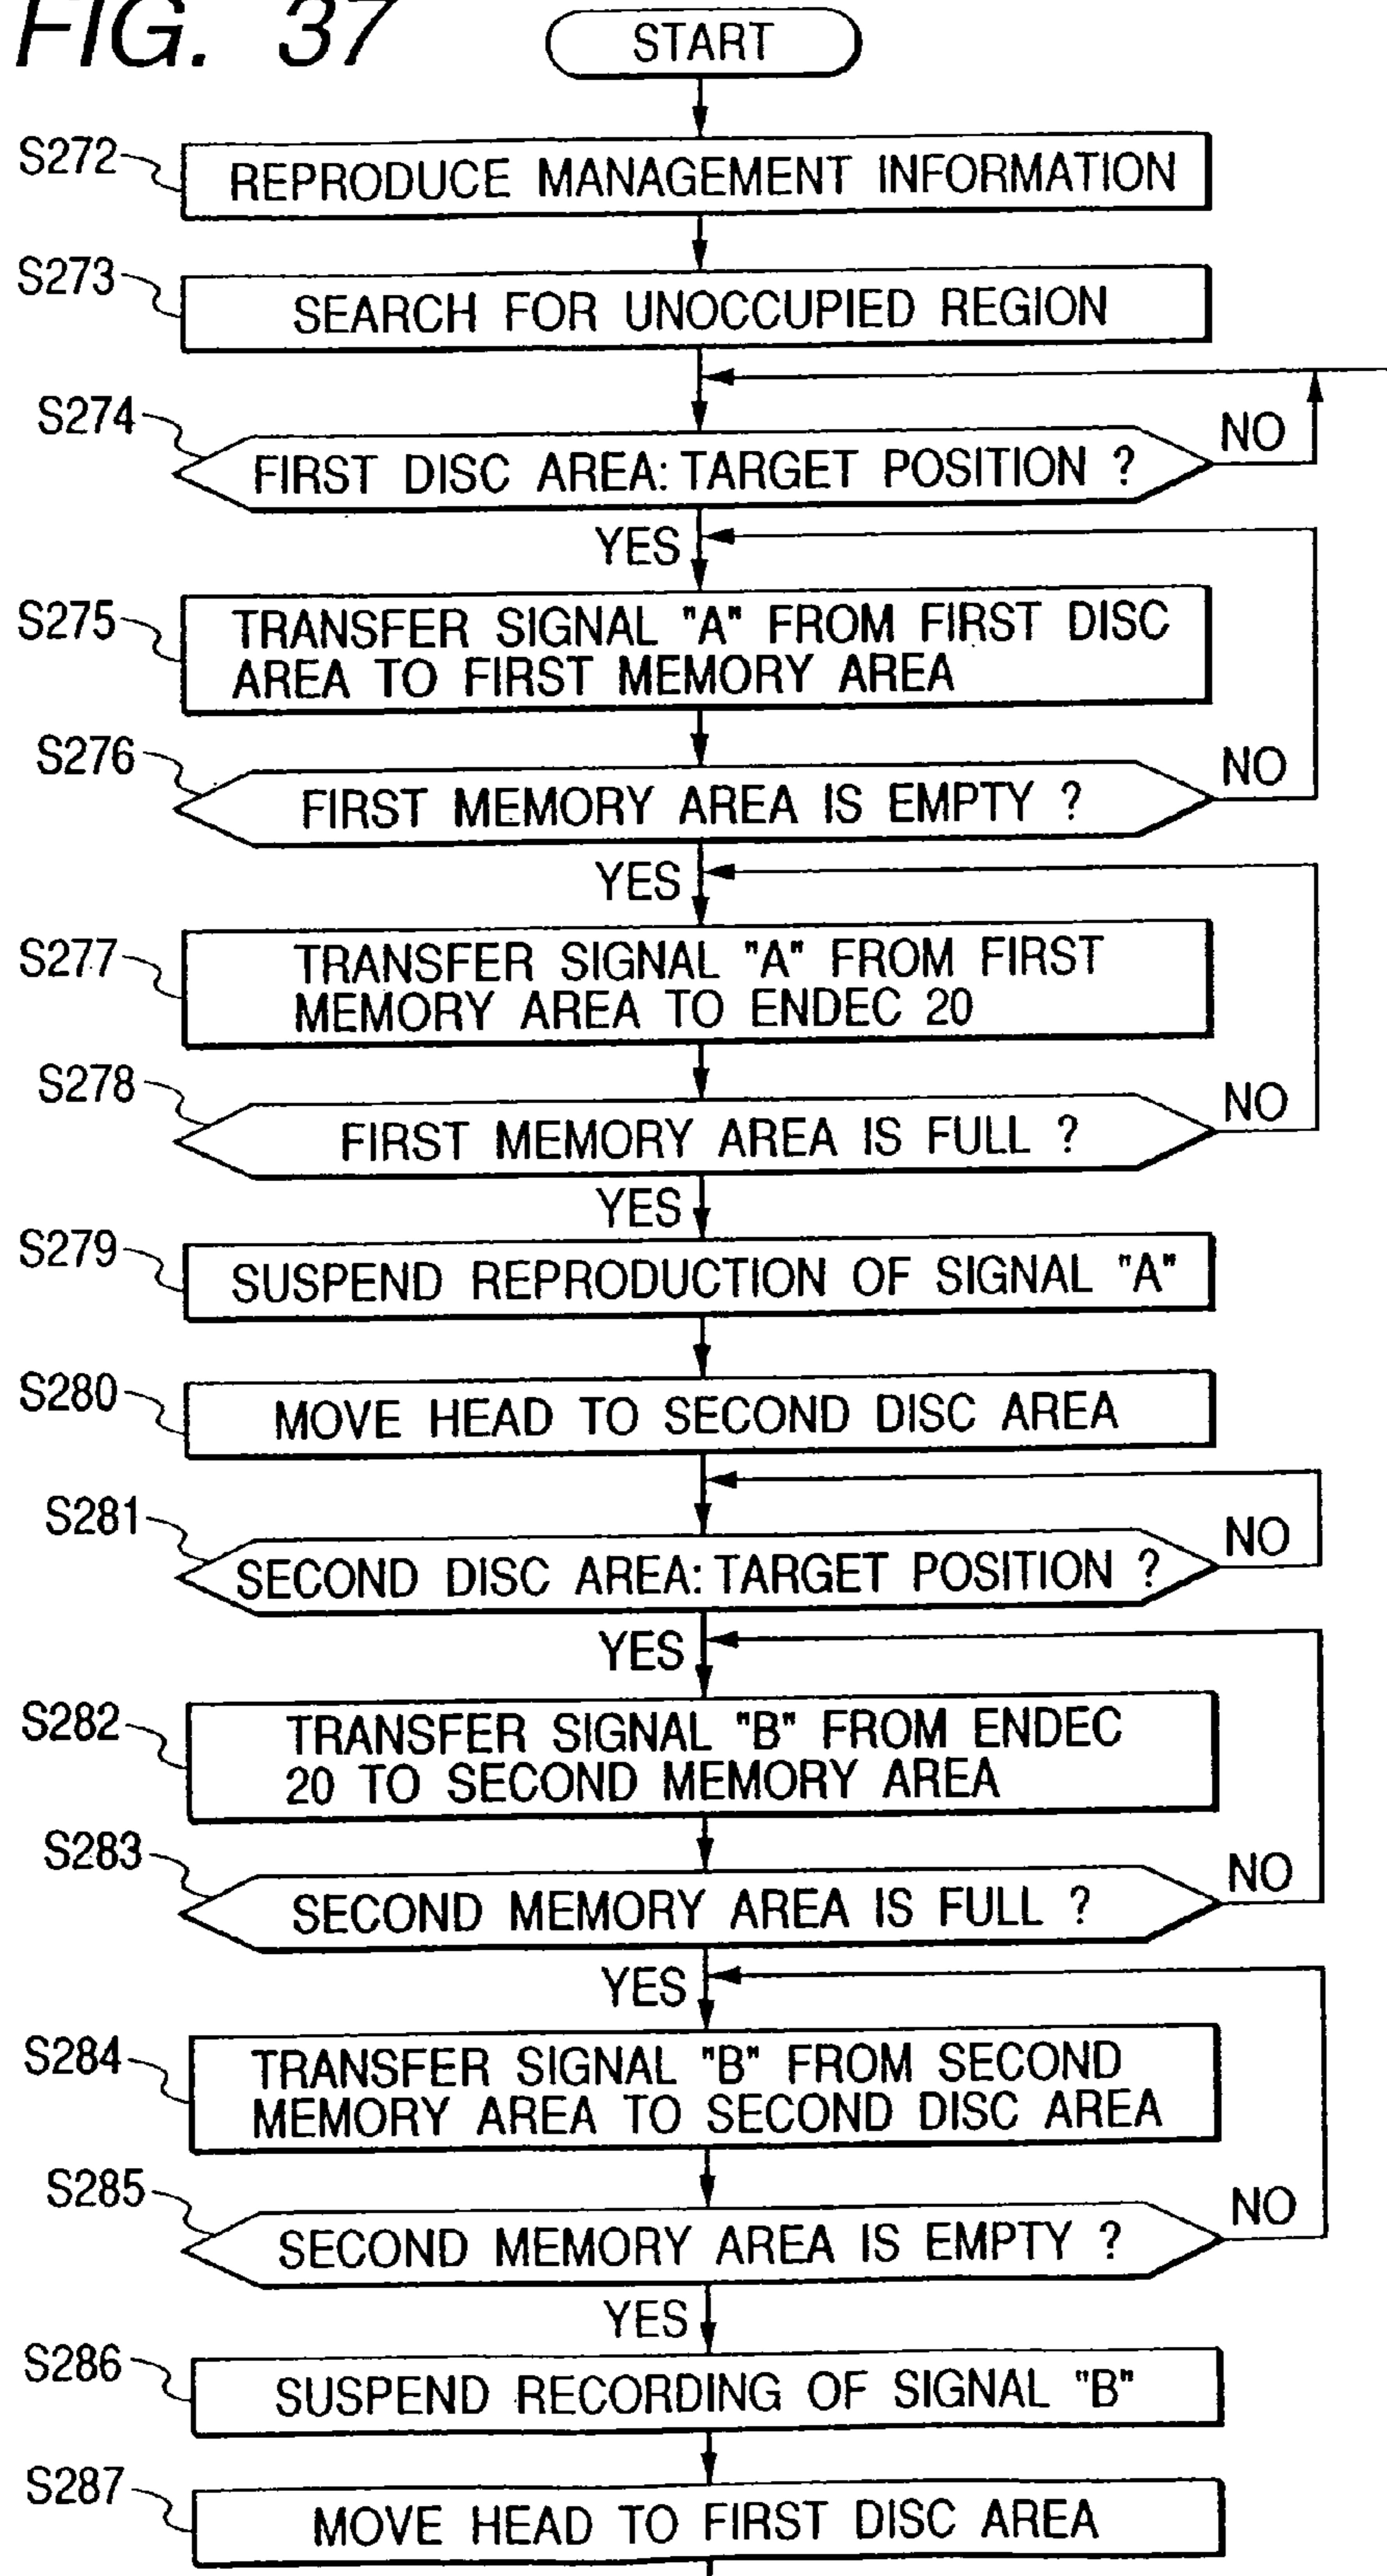 FIG. 37
START
S272
REPRODUCE MANAGEMENT INFORMATION
S273
SEARCH FOR UNOCCUPIED REGION
S274
FIRST DISC AREA: TARGET POSITION ?
NO
YES
S275
TRANSFER SIGNAL "A" FROM FIRST DISC
AREA TO FIRST MEMORY AREA
S276
FIRST MEMORY AREA IS EMPTY ?
NO
YES
S277
TRANSFER SIGNAL "A" FROM FIRST
MEMORY AREA TO ENDEC 20
S278
FIRST MEMORY AREA IS FULL ?
NO
YES
S279
SUSPEND REPRODUCTION OF SIGNAL "A"
S280
MOVE HEAD TO SECOND DISC AREA
S281
SECOND DISC AREA: TARGET POSITION ?
NO
YES
S282
TRANSFER SIGNAL "B" FROM ENDEC
20 TO SECOND MEMORY AREA
S283
SECOND MEMORY AREA IS FULL ?
NO
YES
S284
TRANSFER SIGNAL "B" FROM SECOND
MEMORY AREA TO SECOND DISC AREA
S285
SECOND MEMORY AREA IS EMPTY ?
NO
YES
S286
SUSPEND RECORDING OF SIGNAL "B"
S287
MOVE HEAD TO FIRST DISC AREA